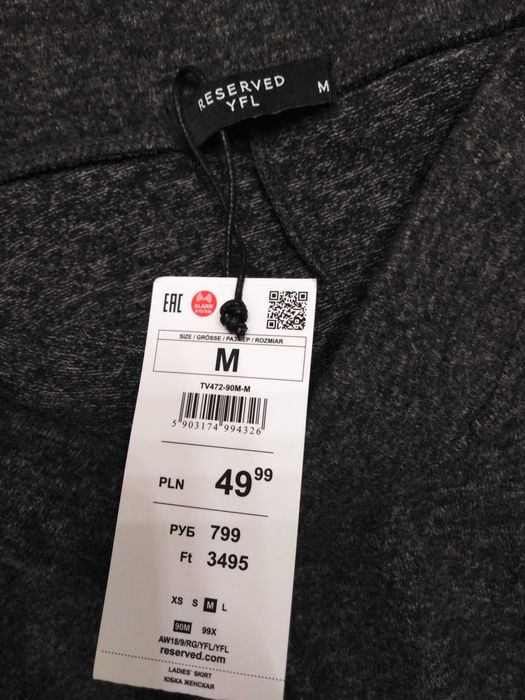 RESERVED
YFL
M
EAC
ALARM
SYSTEM
SIZE / GRÖSSE / РАЗМЕР / ROZMIAR
M
TV472-90M-M
5 903174 994326
PLN 49 99
РУБ 799
Ft 3495
XS S M L
90M 99X
AW18/9/RG/YFL/YFL
reserved.com
LADIES` SKIRT
ЮБКА ЖЕНСКАЯ